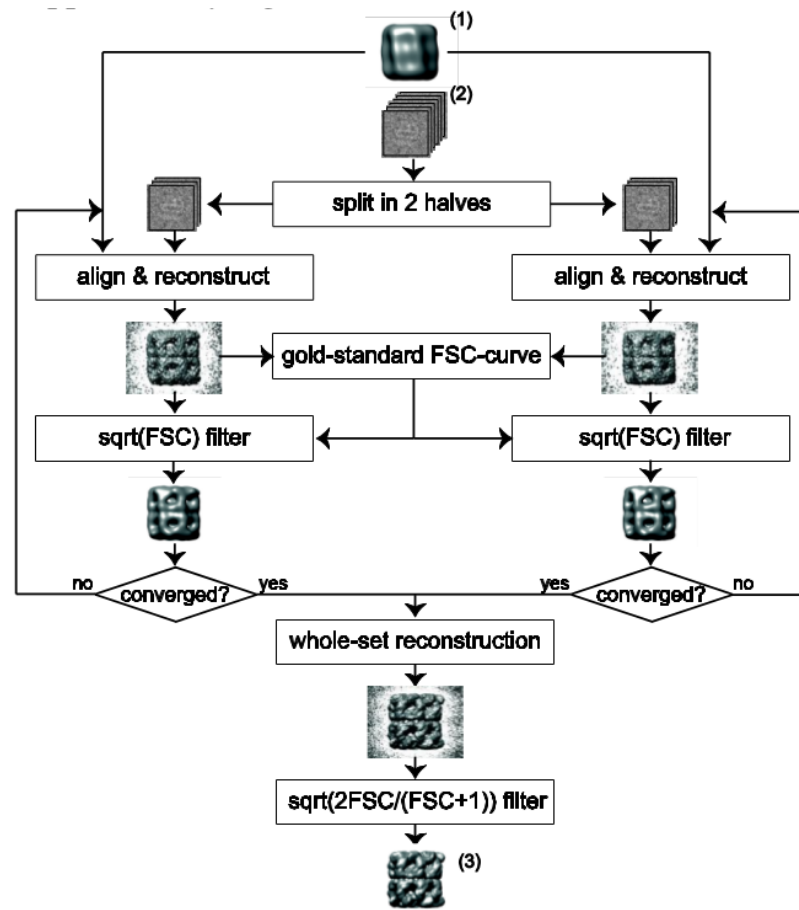 (1)
(2)
split in 2 halves
align & reconstruct
align & reconstruct
gold-standard FSC-curve
sqrt(FSC) filter
sqrt(FSC) filter
no
converged?
yes
yes
converged?
no
whole-set reconstruction
sqrt(2FSC/(FSC+1)) filter
(3)